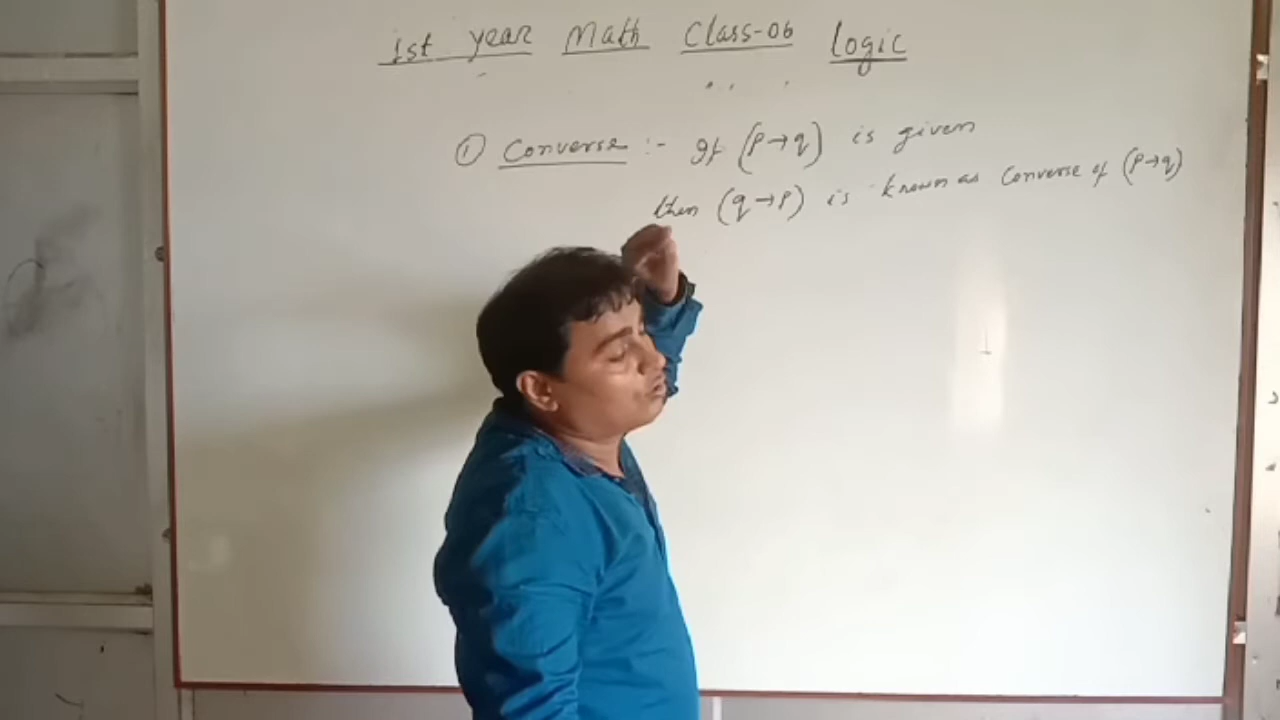 1st year Math Class-06 Logic
① Converse :- If (p→q) is given
then (q→p) is known as Converse of (p→q)